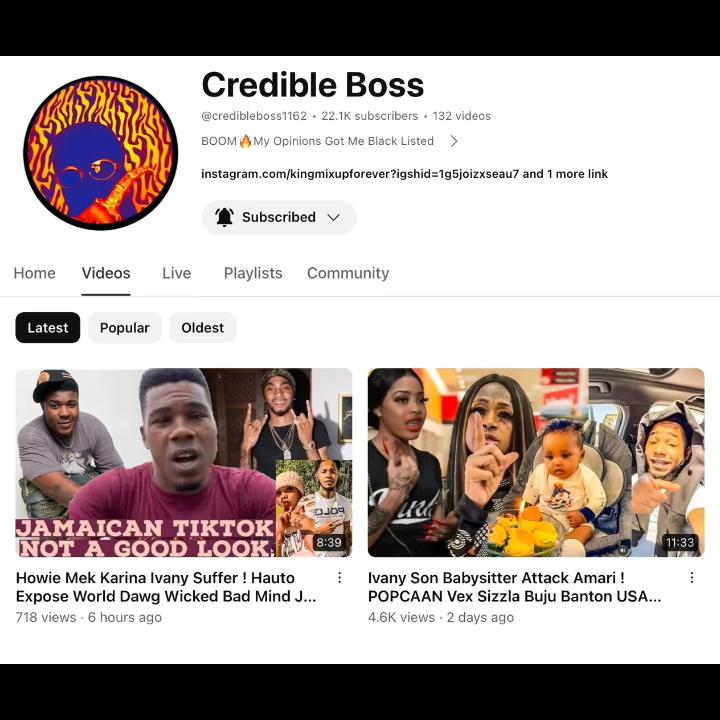 Credible Boss
@credibleboss1162 • 22.1K subscribers • 132 videos
BOOM🔥My Opinions Got Me Black Listed
instagram.com/kingmixupforever?igshid=1g5joizxseau7 and 1 more link
Subscribed
Home Videos Live Playlists Community
Latest Popular Oldest
JAMAICAN TIKTOK
NOT A GOOD LOOK
8:39
11:33
Howie Mek Karina Ivany Suffer ! Hauto
Expose World Dawg Wicked Bad Mind J...
718 views · 6 hours ago
Ivany Son Babysitter Attack Amari !
POPCAAN Vex Sizzla Buju Banton USA...
4.6K views · 2 days ago